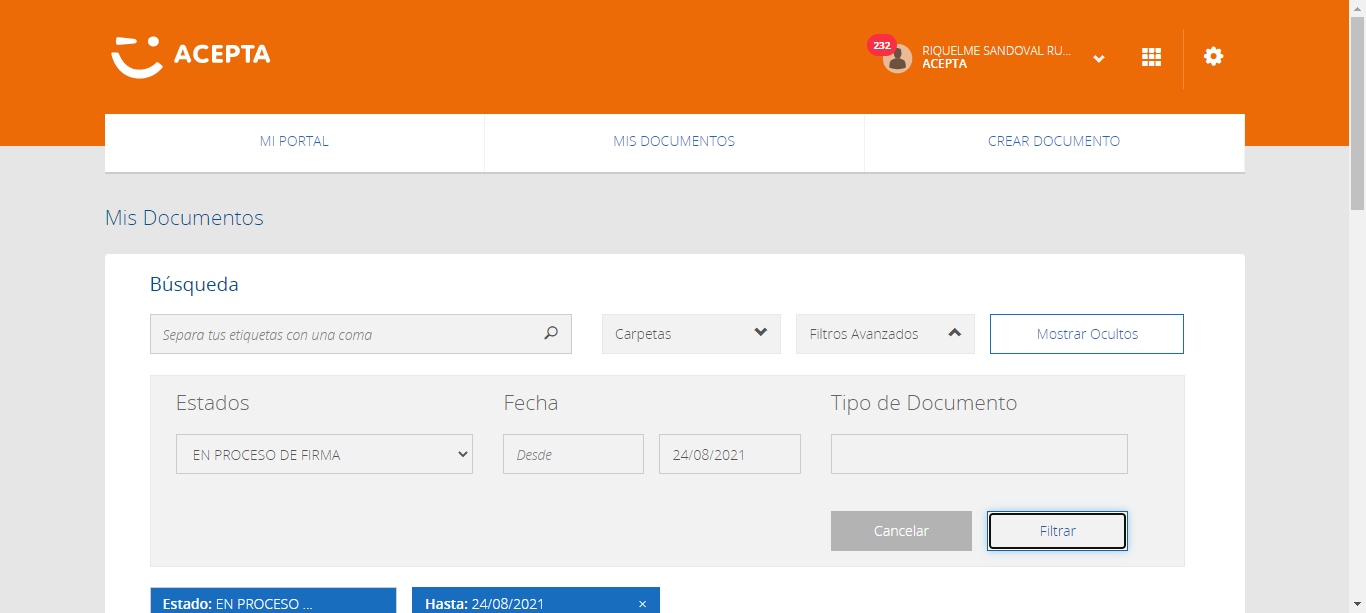 ACEPTA
232
RIQUELME SANDOVAL RU...
ACEPTA
MI PORTAL
MIS DOCUMENTOS
CREAR DOCUMENTO
Mis Documentos
Búsqueda
Separa tus etiquetas con una coma
Carpetas
Filtros Avanzados
Mostrar Ocultos
Estados
Fecha
Tipo de Documento
EN PROCESO DE FIRMA
Desde
24/08/2021
Cancelar
Filtrar
Estado: EN PROCESO ...
Hasta: 24/08/2021 ×